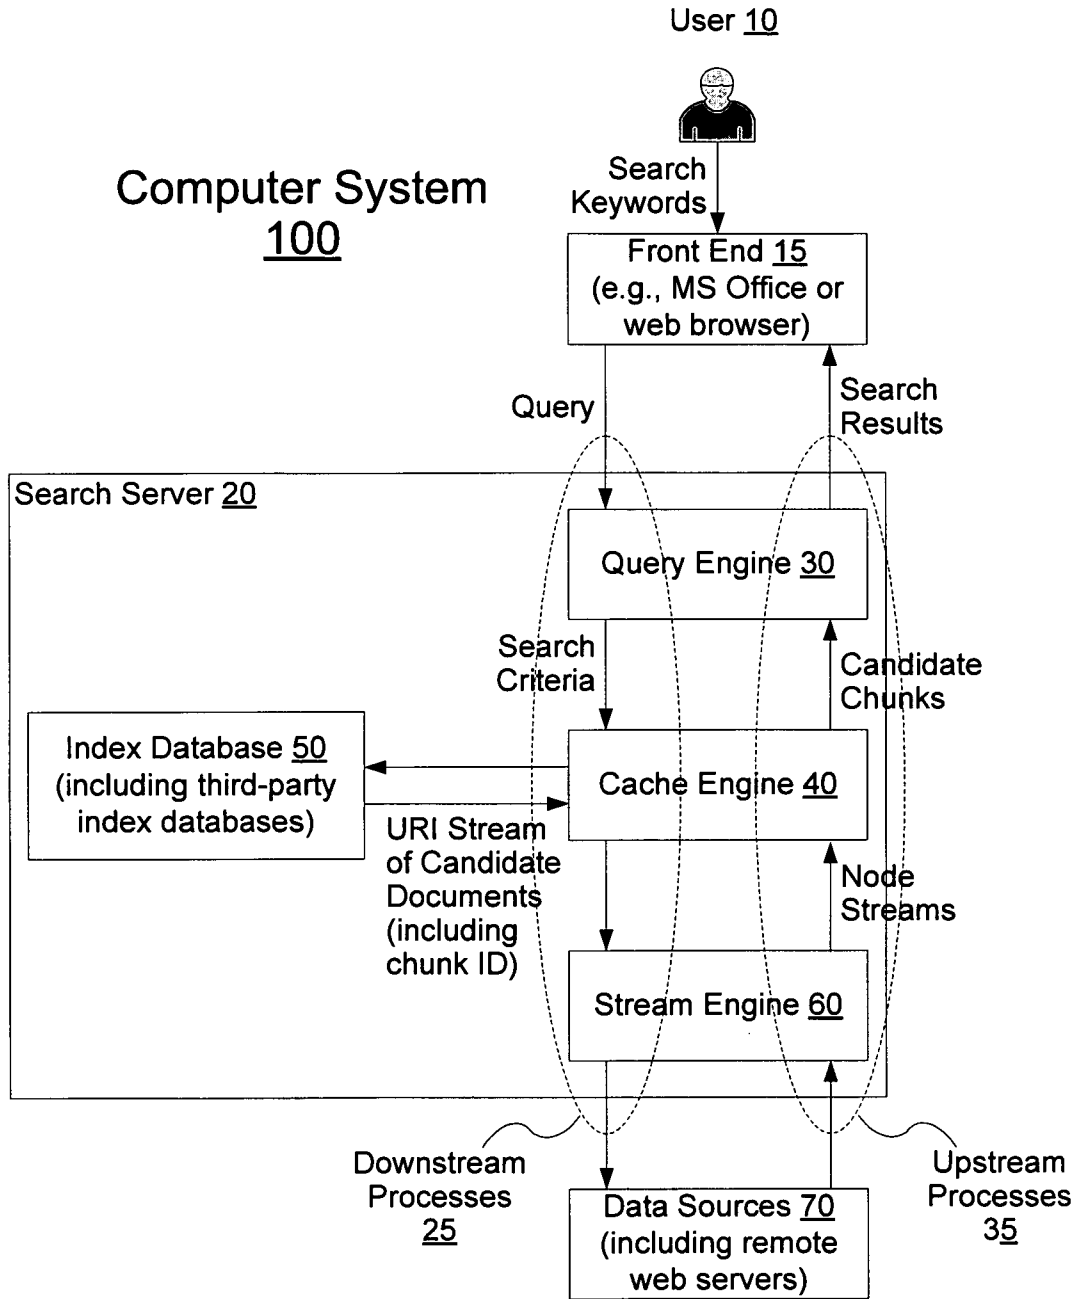 User 10
Search
Keywords
Computer System
100
Front End 15
(e.g., MS Office or
web browser)
Query
Search
Results
Search Server 20
Query Engine 30
Search
Criteria
Candidate
Chunks
Index Database 50
(including third-party
index databases)
Cache Engine 40
URI Stream
of Candidate
Documents
(including
chunk ID)
Node
Streams
Stream Engine 60
Downstream
Processes
25
Upstream
Processes
35
Data Sources 70
(including remote
web servers)